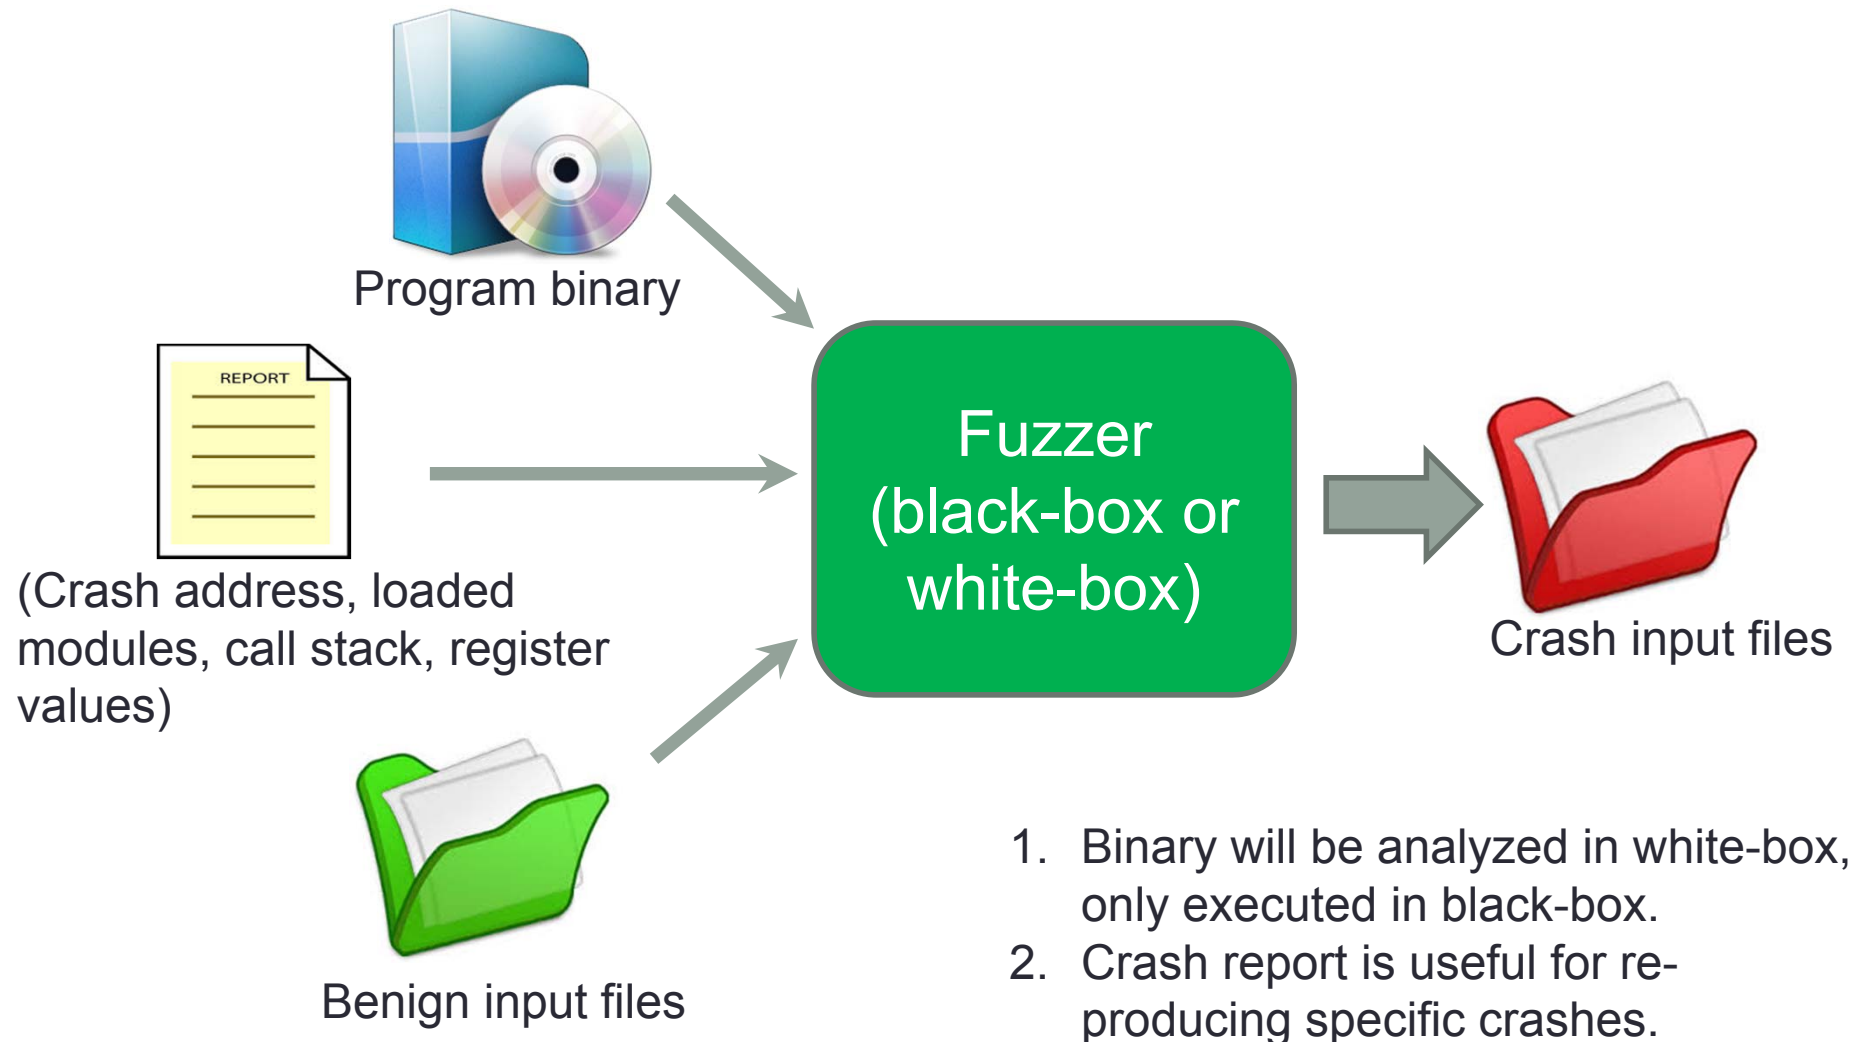 Program binary
REPORT
(Crash address, loaded
modules, call stack, register
values)
Benign input files
Fuzzer
(black-box or
white-box)
Crash input files
1. Binary will be analyzed in white-box,
only executed in black-box.
2. Crash report is useful for re-
producing specific crashes.